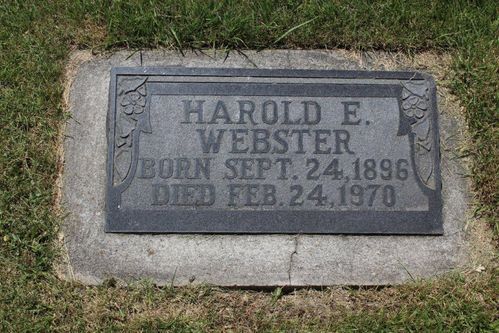 HAROLD E.
WEBSTER
BORN SEPT. 24, 1896
DIED FEB. 24, 1970